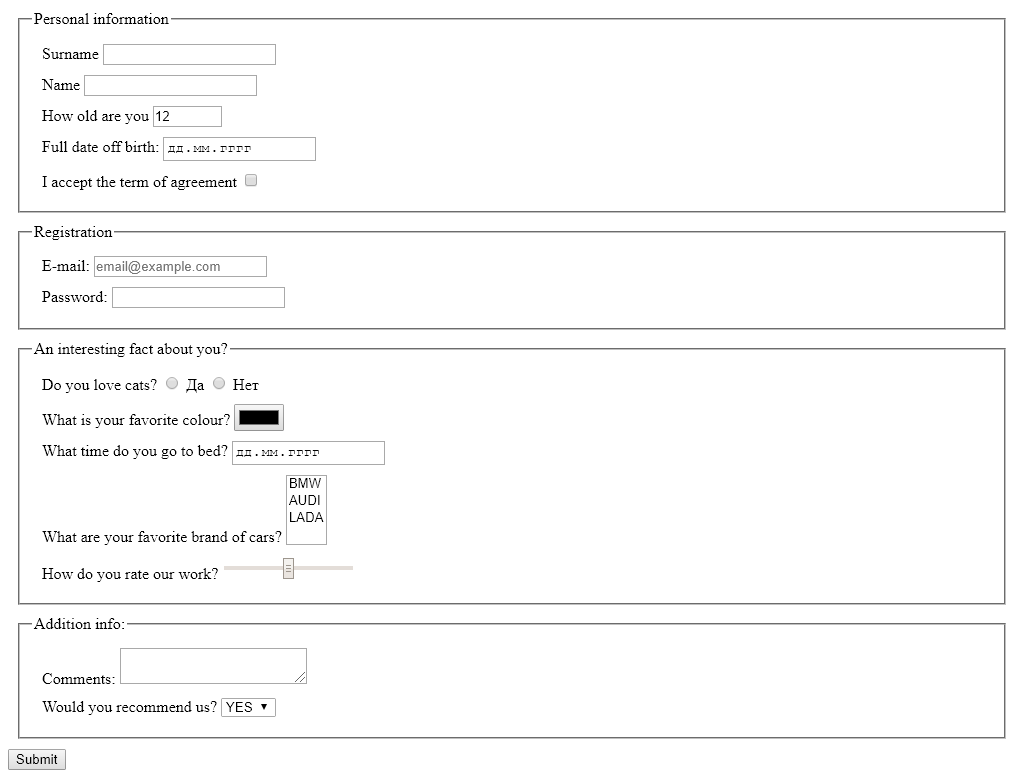 Personal information
Surname
Name
How old are you 12
Full date off birth: дд.мм.гггг
I accept the term of agreement
Registration
E-mail: email@example.com
Password:
An interesting fact about you?
Do you love cats? Да Нет
What is your favorite colour?
What time do you go to bed? дд.мм.гггг
BMW
AUDI
LADA
What are your favorite brand of cars?
How do you rate our work?
Addition info:
Comments:
Would you recommend us? YES
Submit